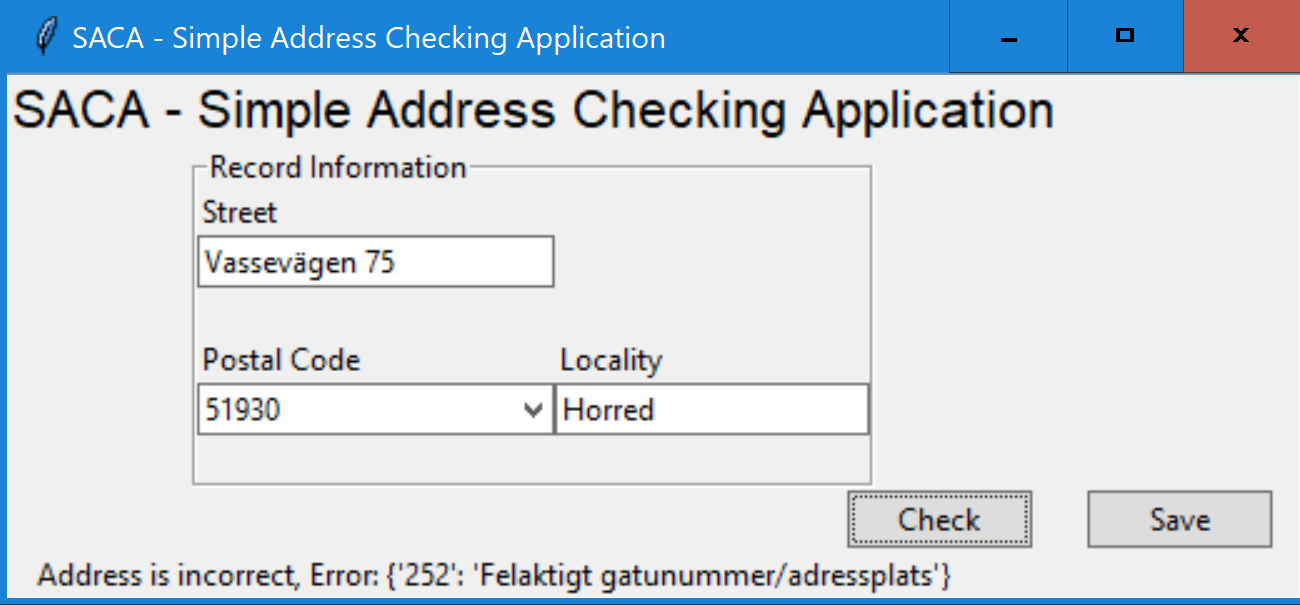 SACA - Simple Address Checking Application
SACA - Simple Address Checking Application
Record Information
Street
Vassevägen 75
Postal Code Locality
51930 Horred
Check Save
Address is incorrect, Error: {'252': 'Felaktigt gatunummer/adressplats'}